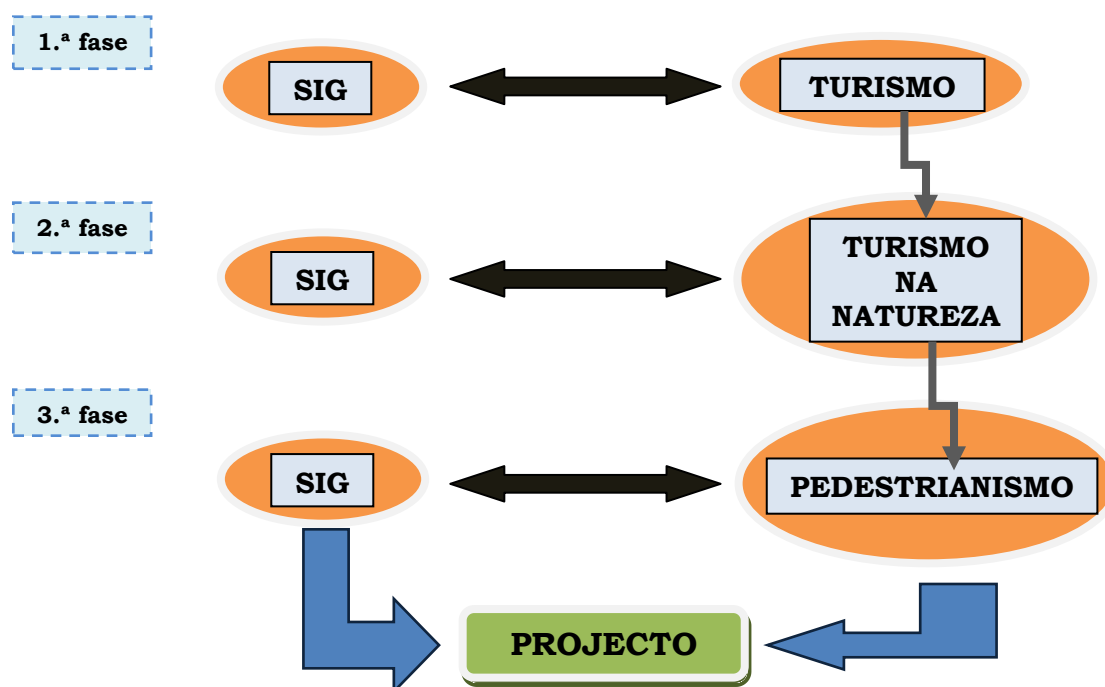 1.ª fase
SIG
TURISMO
2.ª fase
SIG
TURISMO
NA
NATUREZA
3.ª fase
SIG
PEDESTRIANISMO
PROJECTO